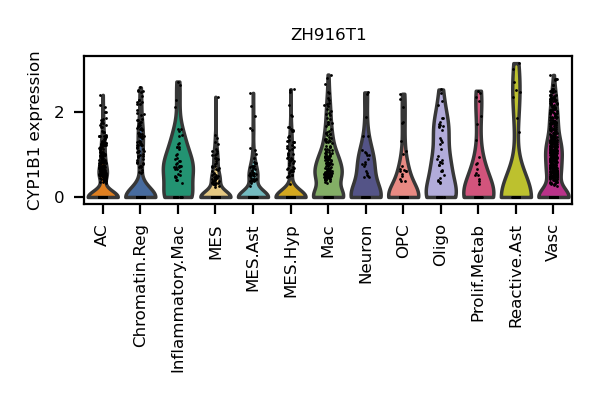 ZH916T1
CYP1B1 expression
2
0
AC
Chromatin.Reg
Inflammatory.Mac
MES
MES.Ast
MES.Hyp
Mac
Neuron
OPC
Oligo
Prolif.Metab
Reactive.Ast
Vasc